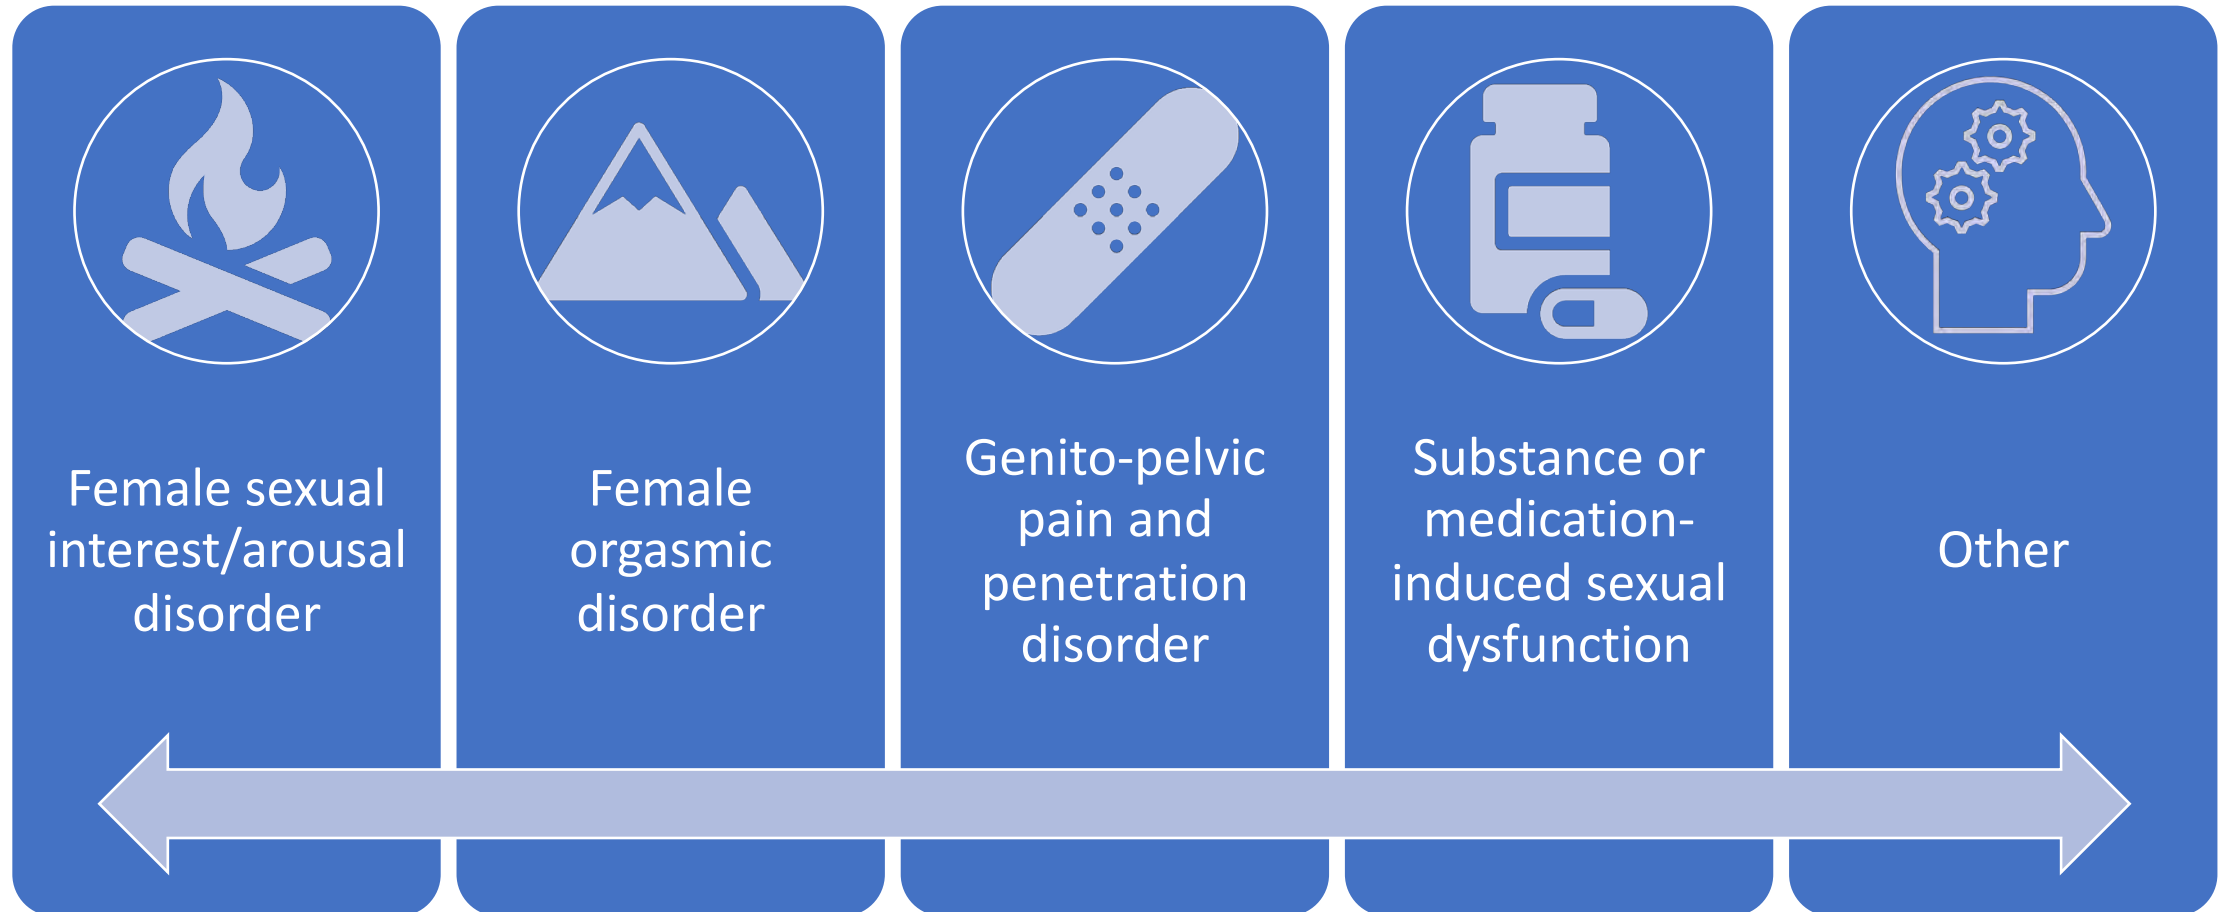 Female sexual
interest/arousal
disorder
Female
orgasmic
disorder
Genito-pelvic
pain and
penetration
disorder
Substance or
medication-
induced sexual
dysfunction
Other